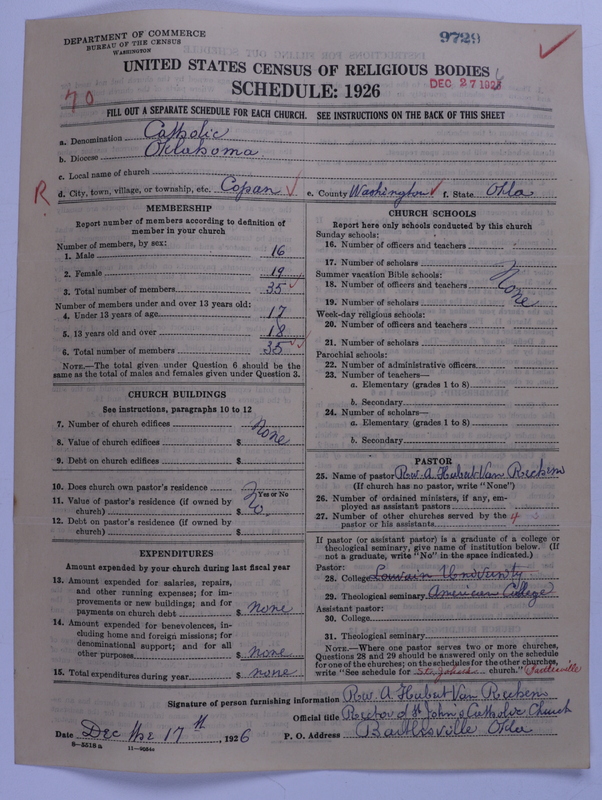 DEPARTMENT OF COMMERCE
BUREAU OF THE CENSUS
WASHINGTON
9729
UNITED STATES CENSUS OF RELIGIOUS BODIES
SCHEDULE: 1926
DEC 27 1926
70
FILL OUT A SEPARATE SCHEDULE FOR EACH CHURCH. SEE INSTRUCTIONS ON THE BACK OF THIS SHEET
a. Denomination Catholic
b. Diocese Oklahoma
c. Local name of church
R
d. City, town, village, or township, etc. Copan e. County Washington f. State Okla
MEMBERSHIP
Report number of members according to definition of
member in your church
Number of members, by sex:
1. Male 16
2. Female 19
3. Total number of members 35
Number of members under and over 13 years old:
4. Under 13 years of age 17
5. 13 years old and over 18
6. Total number of members 35
NOTE.—The total given under Question 6 should be the
same as the total of males and females given under Question 3.
CHURCH BUILDINGS
See instructions, paragraphs 10 to 12
7. Number of church edifices None
8. Value of church edifices $
9. Debt on church edifices $
10. Does church own pastor's residence
Yes or No
11. Value of pastor's residence (if owned by
church) $
12. Debt on pastor's residence (if owned by
church) $
EXPENDITURES
Amount expended by your church during last fiscal year
13. Amount expended for salaries, repairs,
and other running expenses; for im-
provements or new buildings; and for
payments on church debt $ none
14. Amount expended for benevolences, in-
cluding home and foreign missions; for
denominational support; and for all
other purposes $ none
15. Total expenditures during year $ none
CHURCH SCHOOLS
Report here only schools conducted by this church
Sunday schools:
16. Number of officers and teachers
17. Number of scholars
Summer vacation Bible schools:
18. Number of officers and teachers
None
19. Number of scholars
Week-day religious schools:
20. Number of officers and teachers
21. Number of scholars
Parochial schools:
22. Number of administrative officers
23. Number of teachers—
a. Elementary (grades 1 to 8)
b. Secondary
24. Number of scholars—
a. Elementary (grades 1 to 8)
b. Secondary
PASTOR
25. Name of pastor Rev. A. Hubert Van Rechem
(If church has no pastor, write "None")
26. Number of ordained ministers, if any, em-
ployed as assistant pastors
27. Number of other churches served by the
pastor or his assistants 4
If pastor (or assistant pastor) is a graduate of a college or
theological seminary, give name of institution below. (If
not a graduate, write "No" in the space indicated.)
Pastor:
28. College Louvain University
29. Theological seminary American College
Assistant pastor:
30. College
31. Theological seminary
NOTE.—Where one pastor serves two or more churches,
Questions 28 and 29 should be answered only on the schedule
for one of the churches; on the schedules for the other churches,
write "See schedule for St. Johns church." Bartlesville
Signature of person furnishing information Rev. A Hubert Van Rechem
Official title Rector of St John's Catholic Church
Date Dec the 17th, 1926 P. O. Address Bartlesville Okla
8—5518 a 11—9054